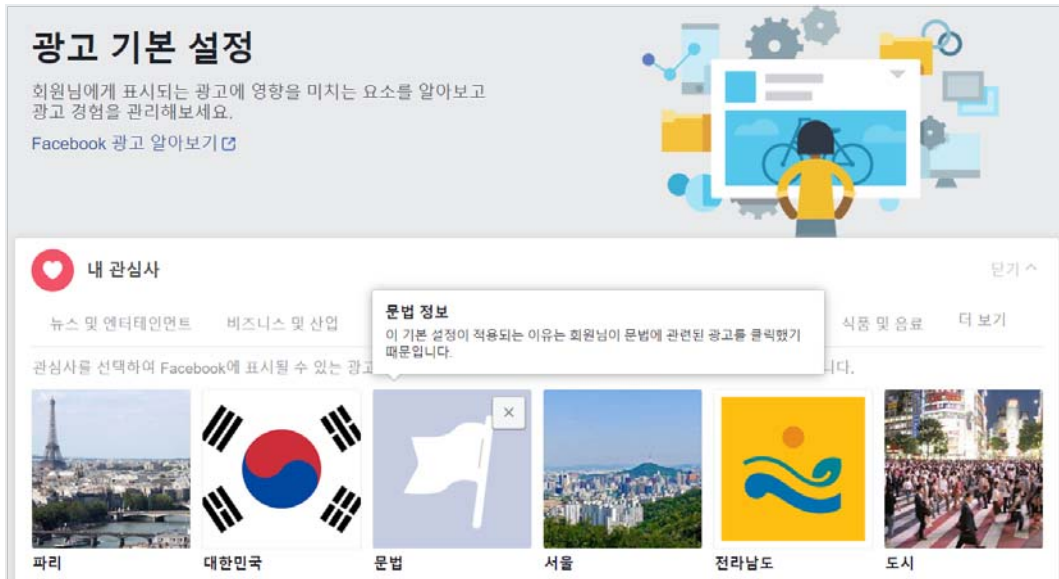 광고 기본 설정
회원님에게 표시되는 광고에 영향을 미치는 요소를 알아보고
광고 경험을 관리해보세요.
Facebook 광고 알아보기
내 관심사
닫기
문법 정보
이 기본 설정이 적용되는 이유는 회원님이 문법에 관련된 광고를 클릭했기
때문입니다.
뉴스 및 엔터테인먼트 비즈니스 및 산업 식품 및 음료 더 보기
관심사를 선택하여 Facebook에 표시될 수 있는 광고 니다.
파리 대한민국 문법 서울 전라남도 도시